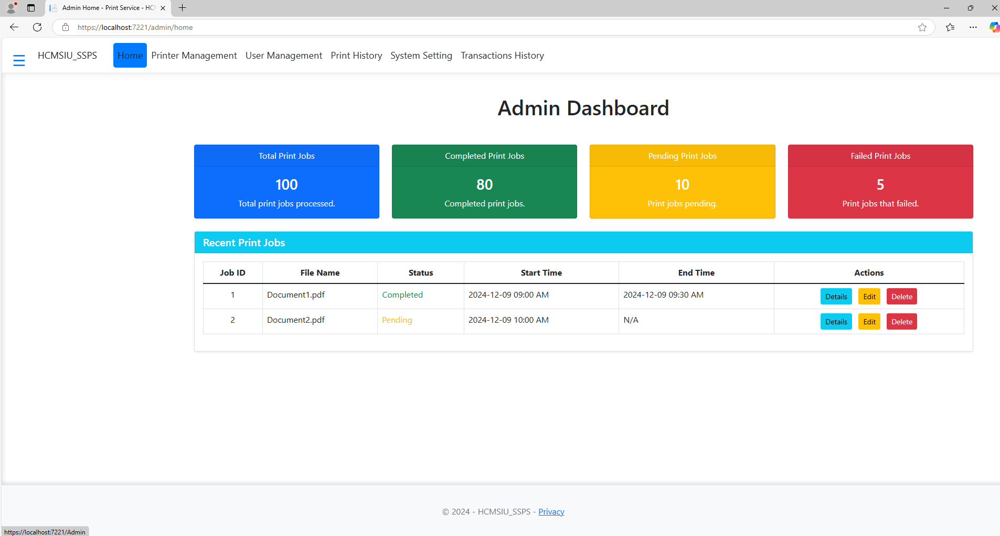 Admin Home - Print Service - HC
https://localhost:7221/admin/home
HCMSIU_SSPS Home Printer Management User Management Print History System Setting Transactions History
Admin Dashboard
Total Print Jobs
100
Total print jobs processed.
Completed Print Jobs
80
Completed print jobs.
Pending Print Jobs
10
Print jobs pending.
Failed Print Jobs
5
Print jobs that failed.
Recent Print Jobs
Job ID File Name Status Start Time End Time Actions
1 Document1.pdf Completed 2024-12-09 09:00 AM 2024-12-09 09:30 AM Details Edit Delete
2 Document2.pdf Pending 2024-12-09 10:00 AM N/A Details Edit Delete
© 2024 - HCMSIU_SSPS - Privacy
https://localhost:7221/Admin